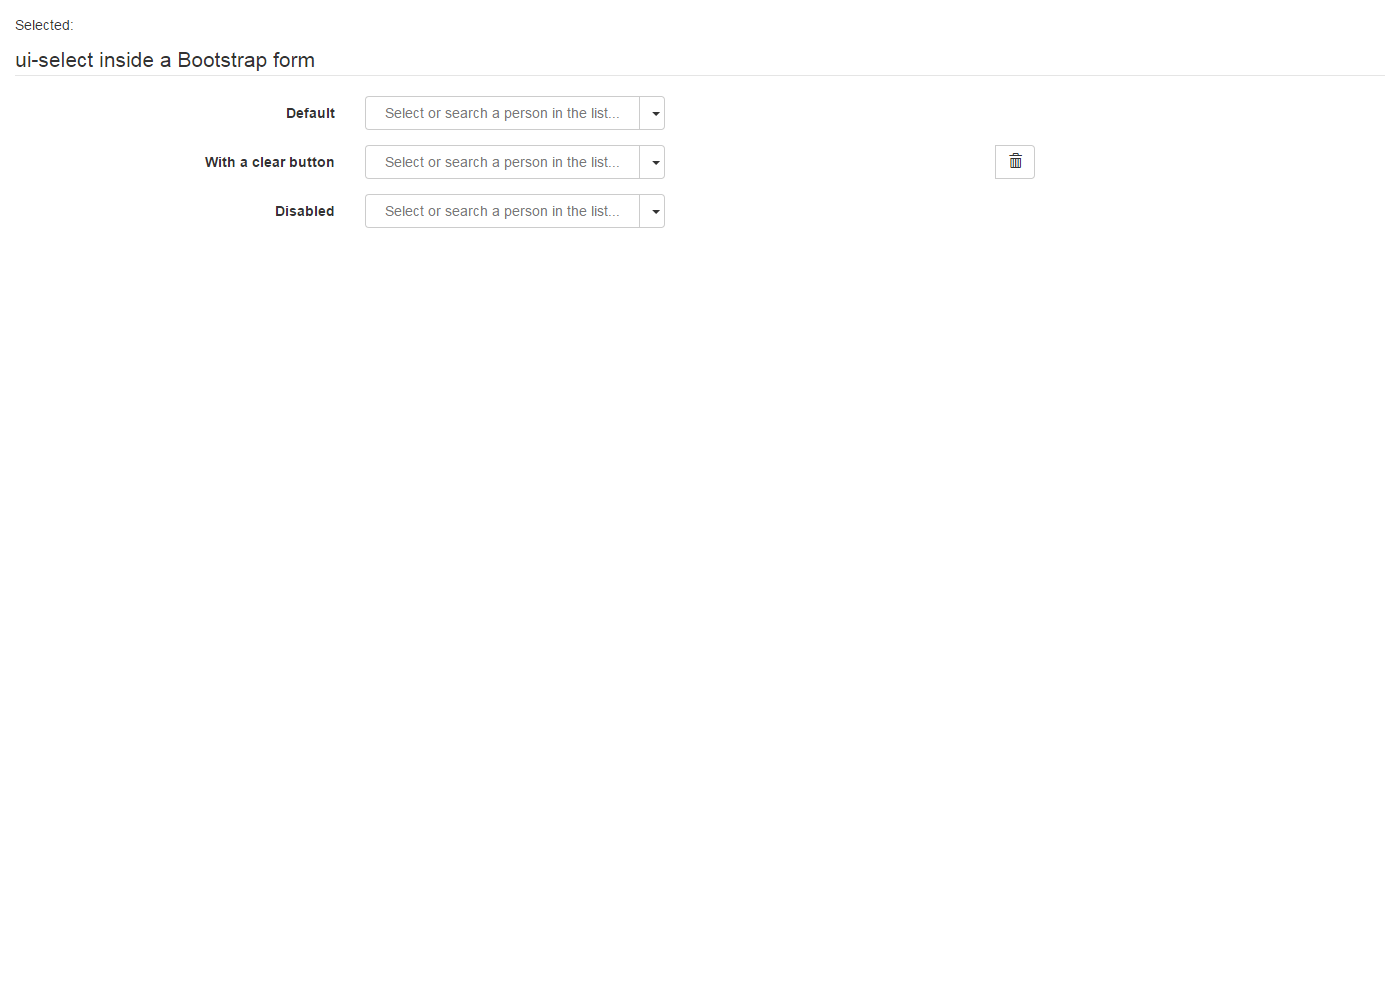 Selected:
ui-select inside a Bootstrap form
Default Select or search a person in the list...
With a clear button Select or search a person in the list...
Disabled Select or search a person in the list...